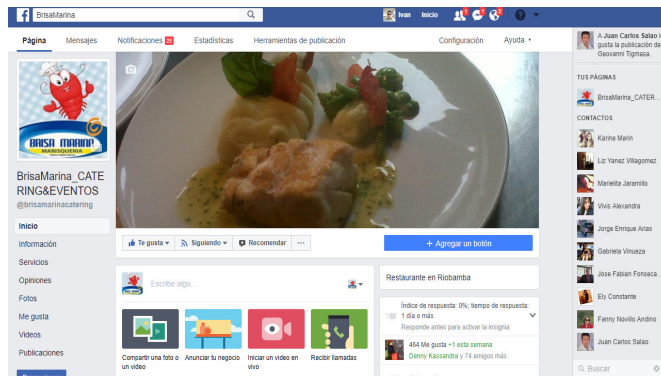 BrisaMarina
Ivan
Inicio
Página
Mensajes
Notificaciones 28
Estadísticas
Herramientas de publicación
Configuración
Ayuda
A Juan Carlos Salao l
gusta la publicación de
Geovanni Tigmasa.
BRISA MARINA
MARISQUERIA
BrisaMarina_CATE
RING&EVENTOS
@brisamarinacatering
Inicio
Información
Servicios
Opiniones
Fotos
Me gusta
Videos
Publicaciones
Te gusta
Siguiendo
Recomendar
+ Agregar un botón
Escribe algo...
Compartir una foto o
un video
Anunciar tu negocio
Iniciar un video en
vivo
Recibir llamadas
Restaurante en Riobamba
Índice de respuesta: 0%; tiempo de respuesta:
1 día o más
Responde antes para activar la insignia
464 Me gusta +1 esta semana
Denny Kassandra y 74 amigos más
TUS PÁGINAS
BrisaMarina_CATER...
CONTACTOS
Karina Marin
Liz Yanez Villagomez
Marielita Jaramillo
Vivis Alexandra
Jorge Enrique Arias
Gabriela Vinueza
Jose Fabian Fonseca...
Ely Constante
Fanny Novillo Andino
Juan Carlos Salao
Buscar